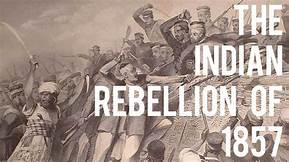 THE
INDIAN
REBELLION OF
1857